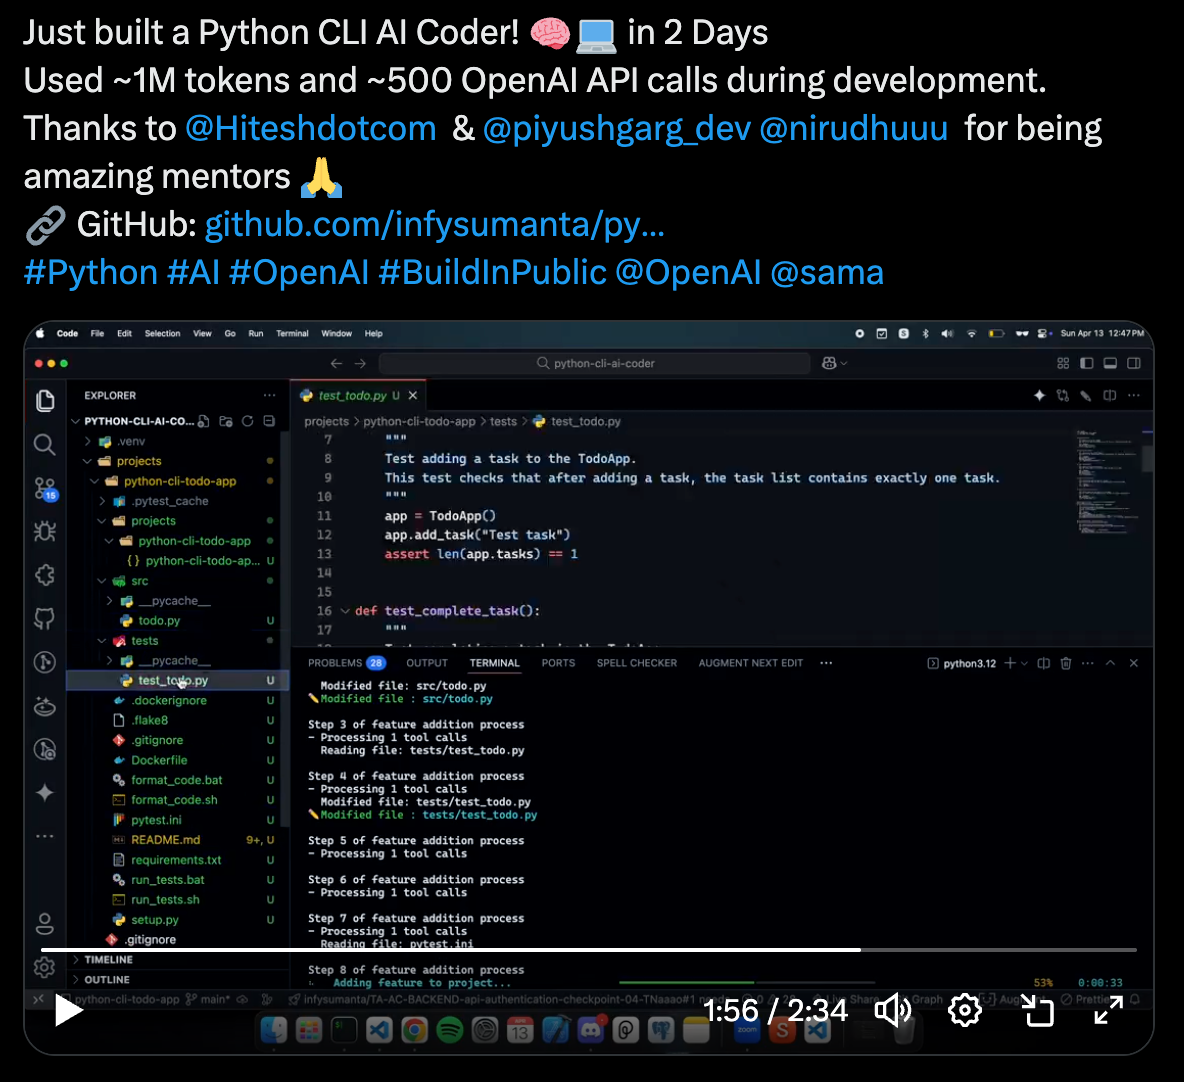 Just built a Python CLI AI Coder! 🧠💻 in 2 Days
Used ~1M tokens and ~500 OpenAI API calls during development.
Thanks to @Hiteshdotcom & @piyushgarg_dev @nirudhuuu for being
amazing mentors 🙏
🔗 GitHub: github.com/infysumanta/py...
#Python #AI #OpenAI #BuildInPublic @OpenAI @sama
Code File Edit Selection View Go Run Terminal Window Help
Sun Apr 13 12:47PM
python-cli-ai-coder
EXPLORER
PYTHON-CLI-AI-CO...
.venv
projects
python-cli-todo-app
.pytest_cache
projects
python-cli-todo-app
{} python-cli-todo-ap... U
src
__pycache__
todo.py U
tests
__pycache__
test_todo.py U
.dockerignore U
.flake8 U
.gitignore U
Dockerfile U
format_code.bat U
format_code.sh U
pytest.ini U
README.md 9+, U
requirements.txt U
run_tests.bat U
run_tests.sh U
setup.py U
.gitignore
TIMELINE
OUTLINE
15
test_todo.py U
projects > python-cli-todo-app > tests > test_todo.py
7 """
8 Test adding a task to the TodoApp.
9 This test checks that after adding a task, the task list contains exactly one task.
10 """
11 app = TodoApp()
12 app.add_task("Test task")
13 assert len(app.tasks) == 1
14
15
16 def test_complete_task():
17 """
PROBLEMS 28 OUTPUT TERMINAL PORTS SPELL CHECKER AUGMENT NEXT EDIT ... python3.12
Modified file: src/todo.py
✏️Modified file : src/todo.py
Step 3 of feature addition process
- Processing 1 tool calls
Reading file: tests/test_todo.py
Step 4 of feature addition process
- Processing 1 tool calls
Modified file: tests/test_todo.py
✏️Modified file : tests/test_todo.py
Step 5 of feature addition process
- Processing 1 tool calls
Step 6 of feature addition process
- Processing 1 tool calls
Step 7 of feature addition process
- Processing 1 tool calls
Reading file: pytest.ini
Step 8 of feature addition process
Adding feature to project... 53% 0:00:33
python-cli-todo-app main* infysumanta/TA-AC-BACKEND-api-authentication-checkpoint-04-TNaaao#1
1:56 / 2:34
13
zoom